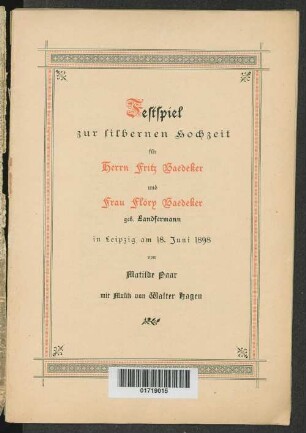 Festspiel
zur silbernen Hochzeit
für
Herrn Fritz Baedeker
und
Frau Flory Baedeker
geb. Landfermann
in Leipzig am 18. Juni 1898
von
Matilde Paar
mit Musik von Walter Hagen
01719015